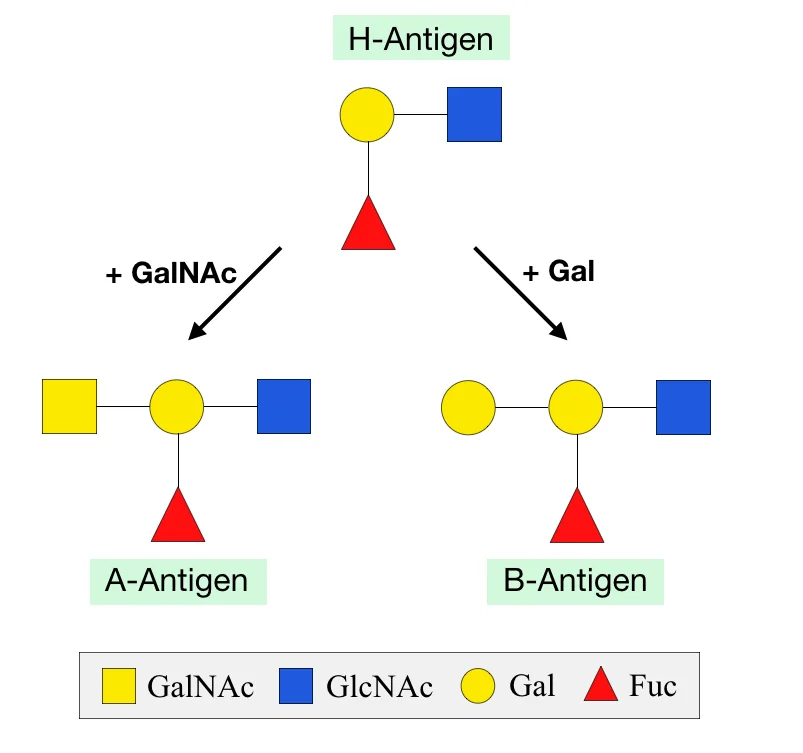 H-Antigen
+ GalNAc
+ Gal
A-Antigen
B-Antigen
GalNAc GlcNAc Gal Fuc